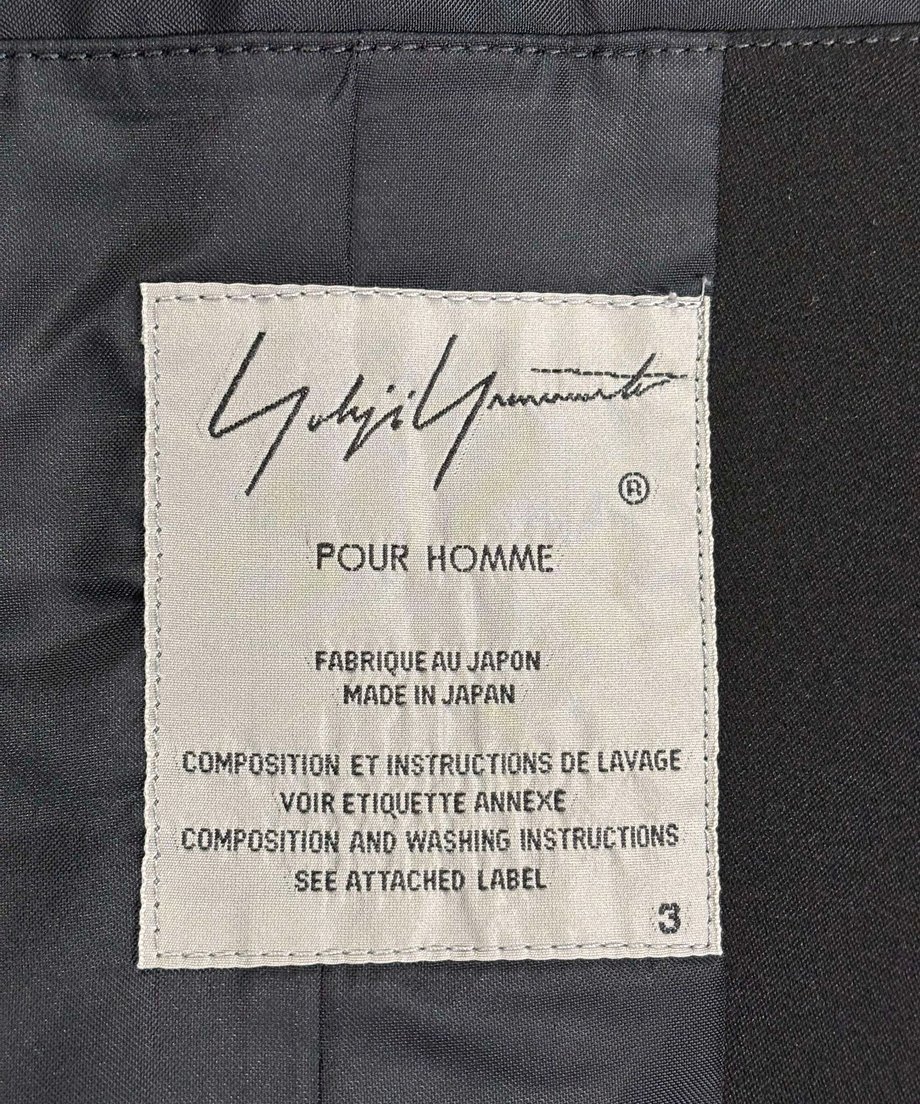 Yohji Yamamoto
®
POUR HOMME
FABRIQUE AU JAPON
MADE IN JAPAN
COMPOSITION ET INSTRUCTIONS DE LAVAGE
VOIR ETIQUETTE ANNEXE
COMPOSITION AND WASHING INSTRUCTIONS
SEE ATTACHED LABEL
3